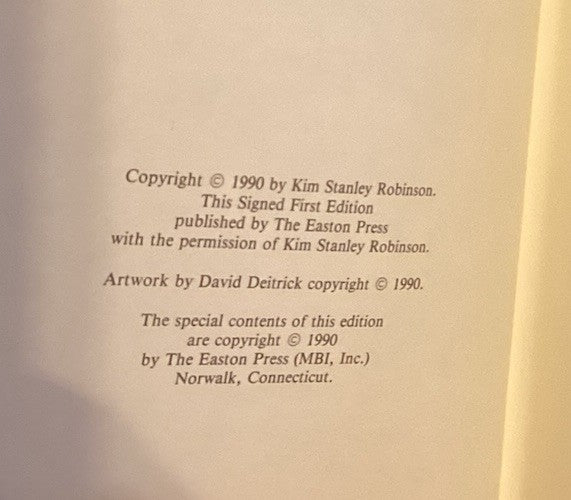 Copyright © 1990 by Kim Stanley Robinson.
This Signed First Edition
published by The Easton Press
with the permission of Kim Stanley Robinson.
Artwork by David Deitrick copyright © 1990.
The special contents of this edition
are copyright © 1990
by The Easton Press (MBI, Inc.)
Norwalk, Connecticut.